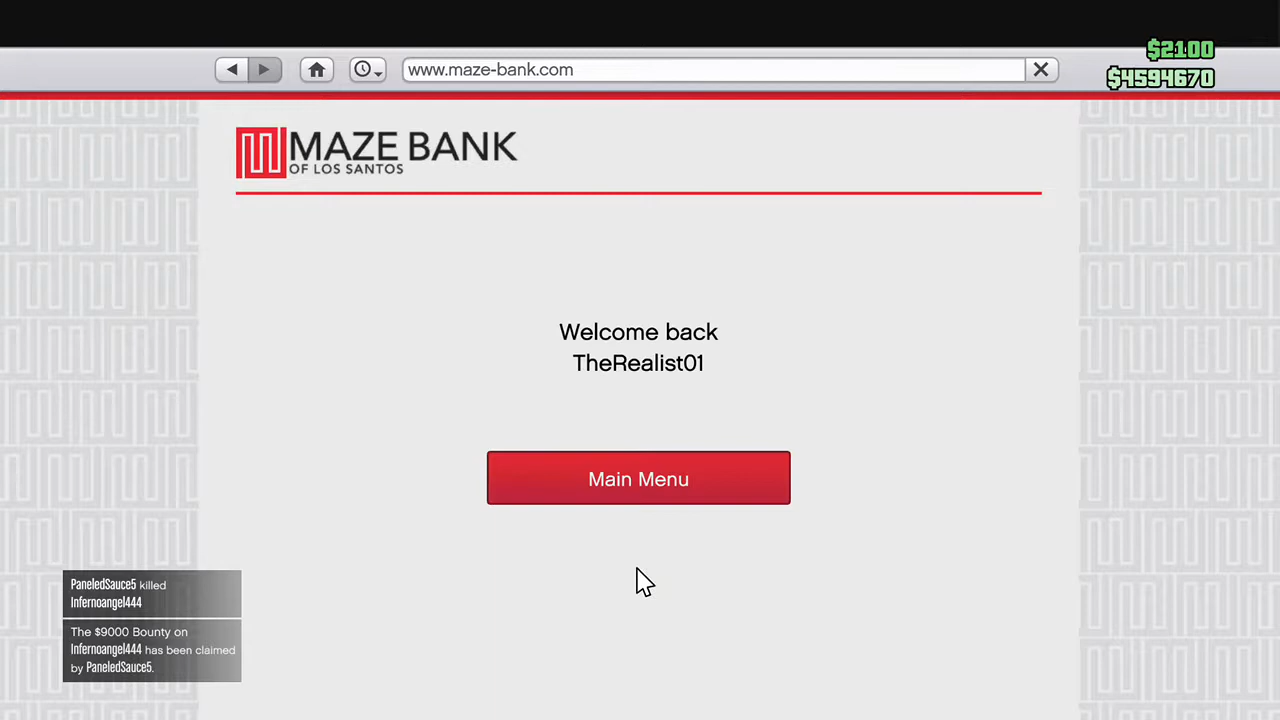 $2100
www.maze-bank.com
$4594670
MAZE BANK
OF LOS SANTOS
Welcome back
TheRealist01
Main Menu
PaneledSauce5 killed
Infernoangel444
The $9000 Bounty on
Infernoangel444 has been claimed
by PaneledSauce5.